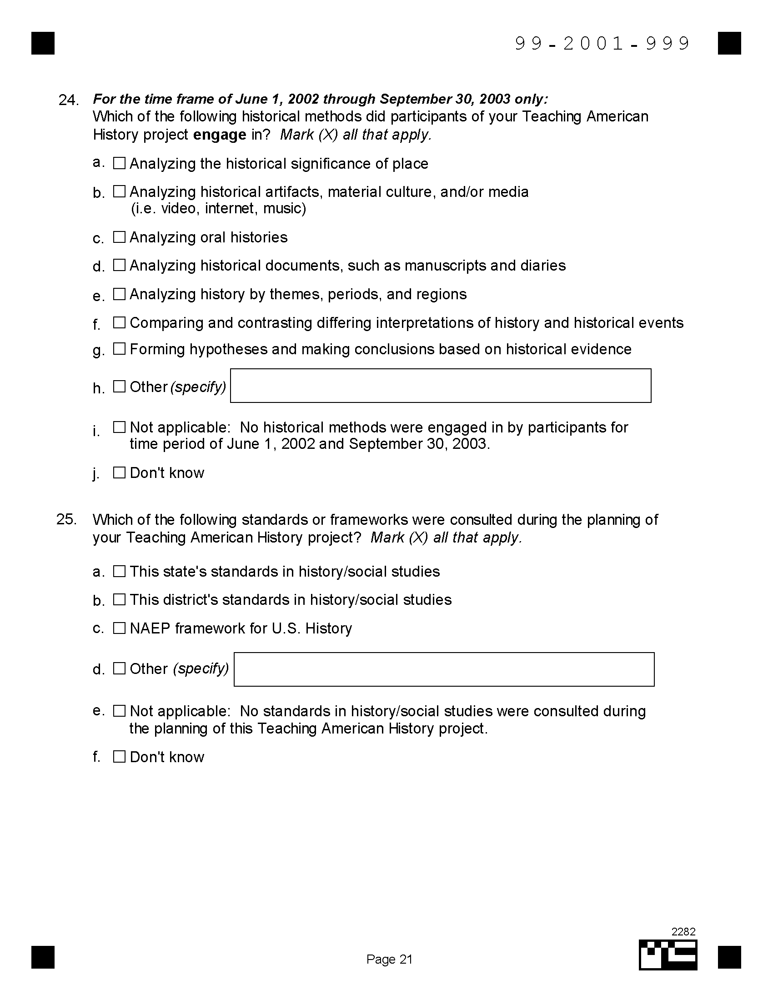 99-2001-999
24. For the time frame of June 1, 2002 through September 30, 2003 only:
Which of the following historical methods did participants of your Teaching American
History project engage in? Mark (X) all that apply.
a. Analyzing the historical significance of place
b. Analyzing historical artifacts, material culture, and/or media
(i.e. video, internet, music)
c. Analyzing oral histories
d. Analyzing historical documents, such as manuscripts and diaries
e. Analyzing history by themes, periods, and regions
f. Comparing and contrasting differing interpretations of history and historical events
g. Forming hypotheses and making conclusions based on historical evidence
h. Other (specify)
i. Not applicable: No historical methods were engaged in by participants for
time period of June 1, 2002 and September 30, 2003.
j. Don't know
25. Which of the following standards or frameworks were consulted during the planning of
your Teaching American History project? Mark (X) all that apply.
a. This state's standards in history/social studies
b. This district's standards in history/social studies
c. NAEP framework for U.S. History
d. Other (specify)
e. Not applicable: No standards in history/social studies were consulted during
the planning of this Teaching American History project.
f. Don't know
2282
Page 21